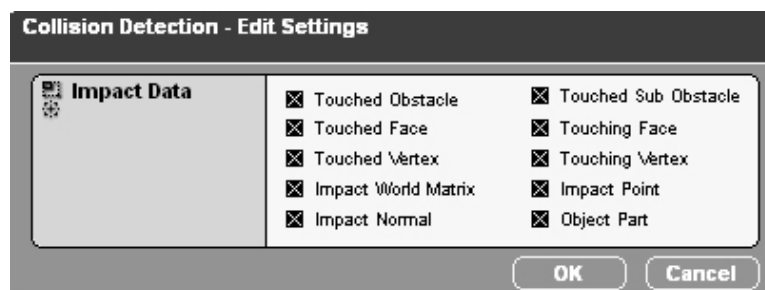 Collision Detection - Edit Settings
Impact Data
Touched Obstacle
Touched Sub Obstacle
Touched Face
Touching Face
Touched Vertex
Touching Vertex
Impact World Matrix
Impact Point
Impact Normal
Object Part
OK
Cancel